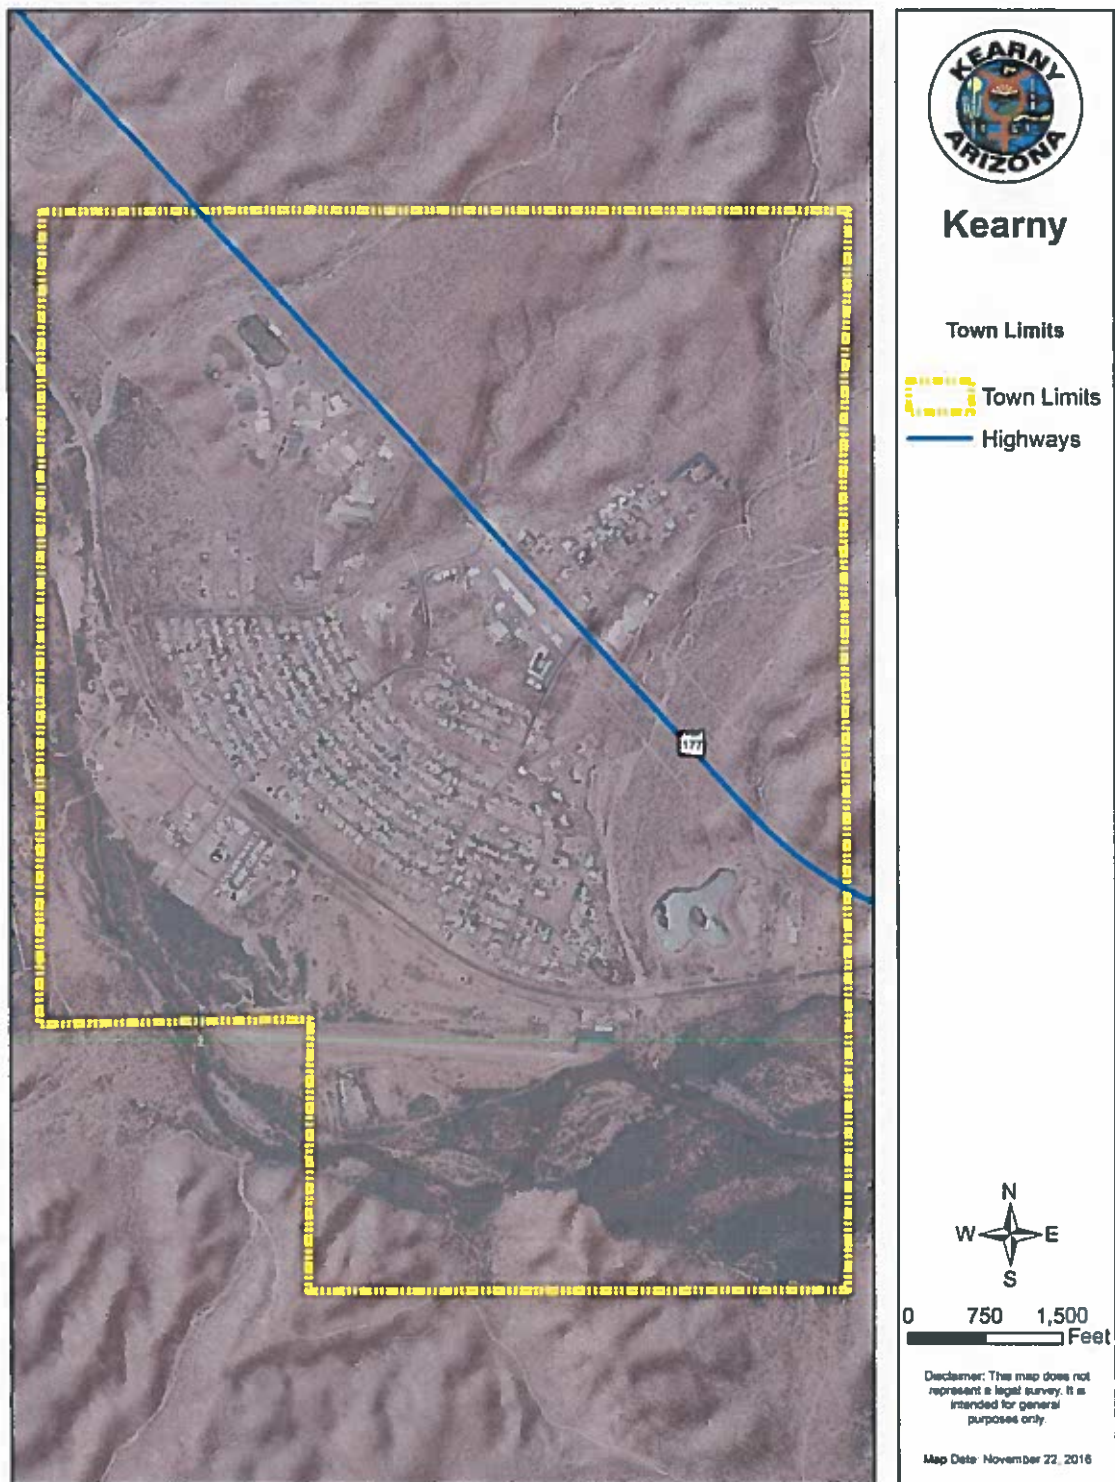 KEARNY
ARIZONA
Kearny
Town Limits
Town Limits
Highways
177
N
W E
S
0 750 1,500
Feet
Disclaimer: This map does not
represent a legal survey. It is
intended for general
purposes only.
Map Date: November 22, 2016